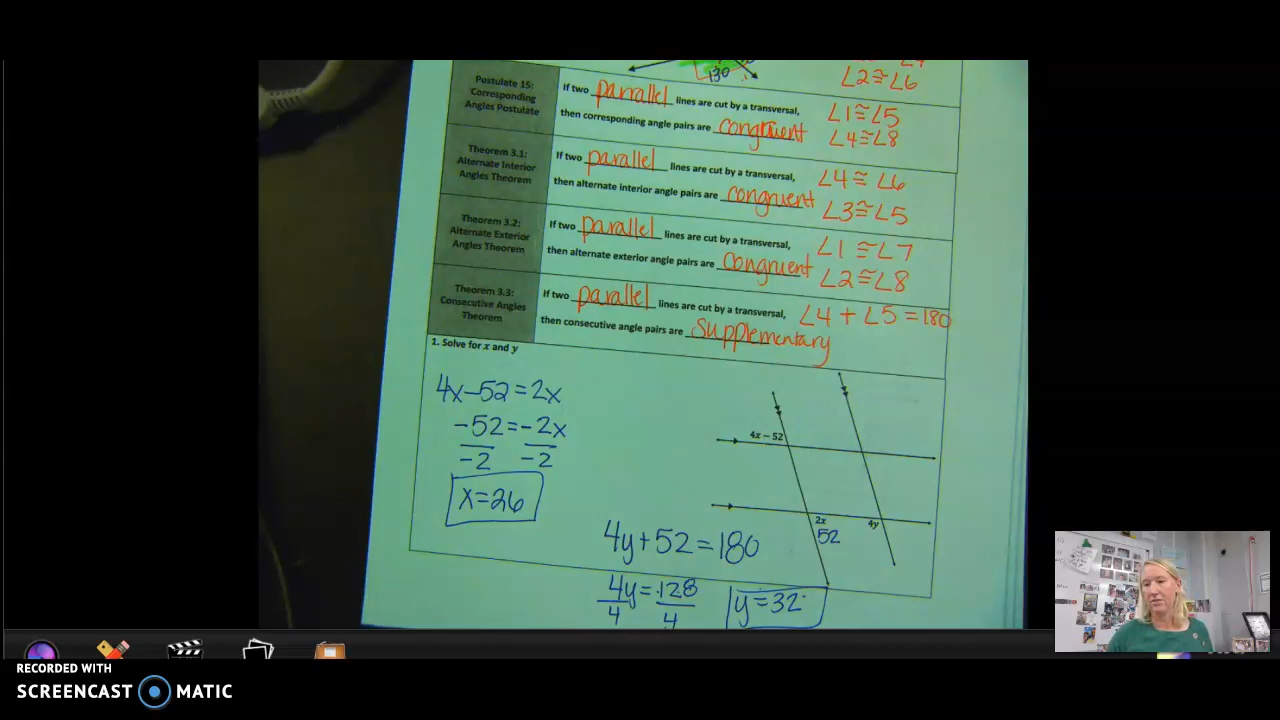 130
∠2≅∠6
Postulate 15:
Corresponding
Angles Postulate
If two parrallel lines are cut by a transversal,
then corresponding angle pairs are congruent
∠1≅∠5
∠4≅∠8
Theorem 3.1:
Alternate Interior
Angles Theorem
If two parallel lines are cut by a transversal,
then alternate interior angle pairs are congruent
∠4≅∠6
∠3≅∠5
Theorem 3.2:
Alternate Exterior
Angles Theorem
If two parallel lines are cut by a transversal,
then alternate exterior angle pairs are congruent
∠1≅∠7
∠2≅∠8
Theorem 3.3:
Consecutive Angles
Theorem
If two parallel lines are cut by a transversal,
then consecutive angle pairs are supplementary
∠4+∠5=180
1. Solve for x and y
4x-52=2x
-52=-2x
-2 -2
x=26
4x-52
2x
52
4y
4y+52=180
4y=128
4 4
y=32
RECORDED WITH
SCREENCAST MATIC